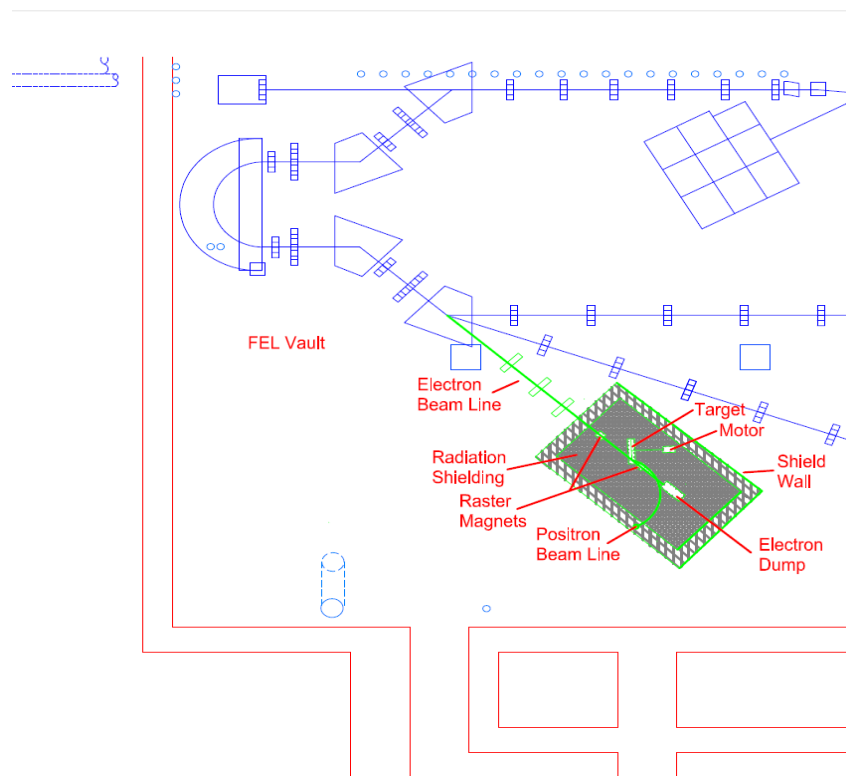 FEL Vault
Electron
Beam Line
Target
Motor
Radiation
Shielding
Shield
Wall
Raster
Magnets
Positron
Beam Line
Electron
Dump